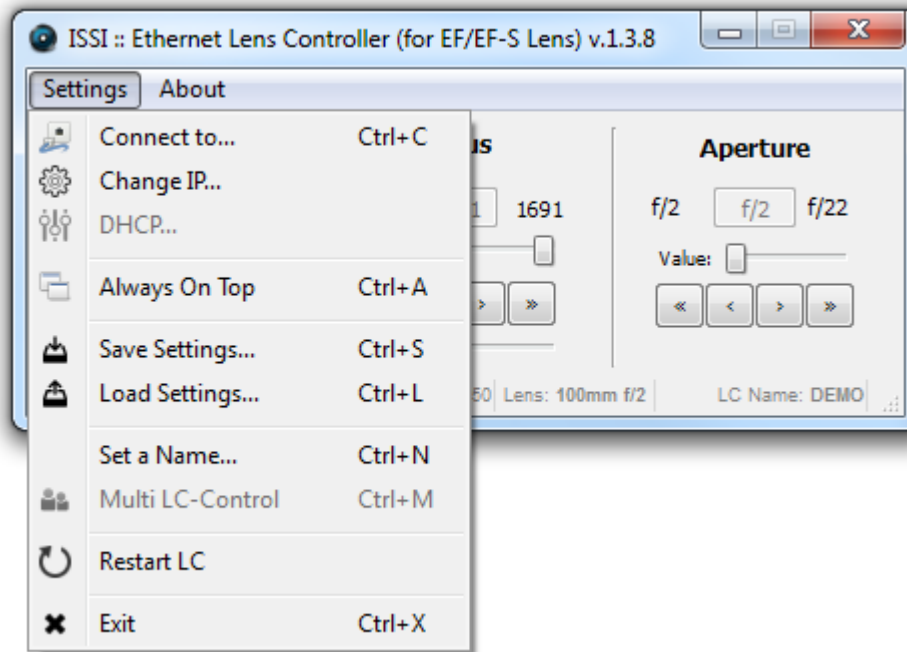 ISSI :: Ethernet Lens Controller (for EF/EF-S Lens) v.1.3.8
Settings About
Connect to... Ctrl+C
Change IP...
DHCP...
Always On Top Ctrl+A
Save Settings... Ctrl+S
Load Settings... Ctrl+L
Set a Name... Ctrl+N
Multi LC-Control Ctrl+M
Restart LC
Exit Ctrl+X
us
1 1691
> »
50 Lens: 100mm f/2 LC Name: DEMO
Aperture
f/2 f/2 f/22
Value:
« < > »